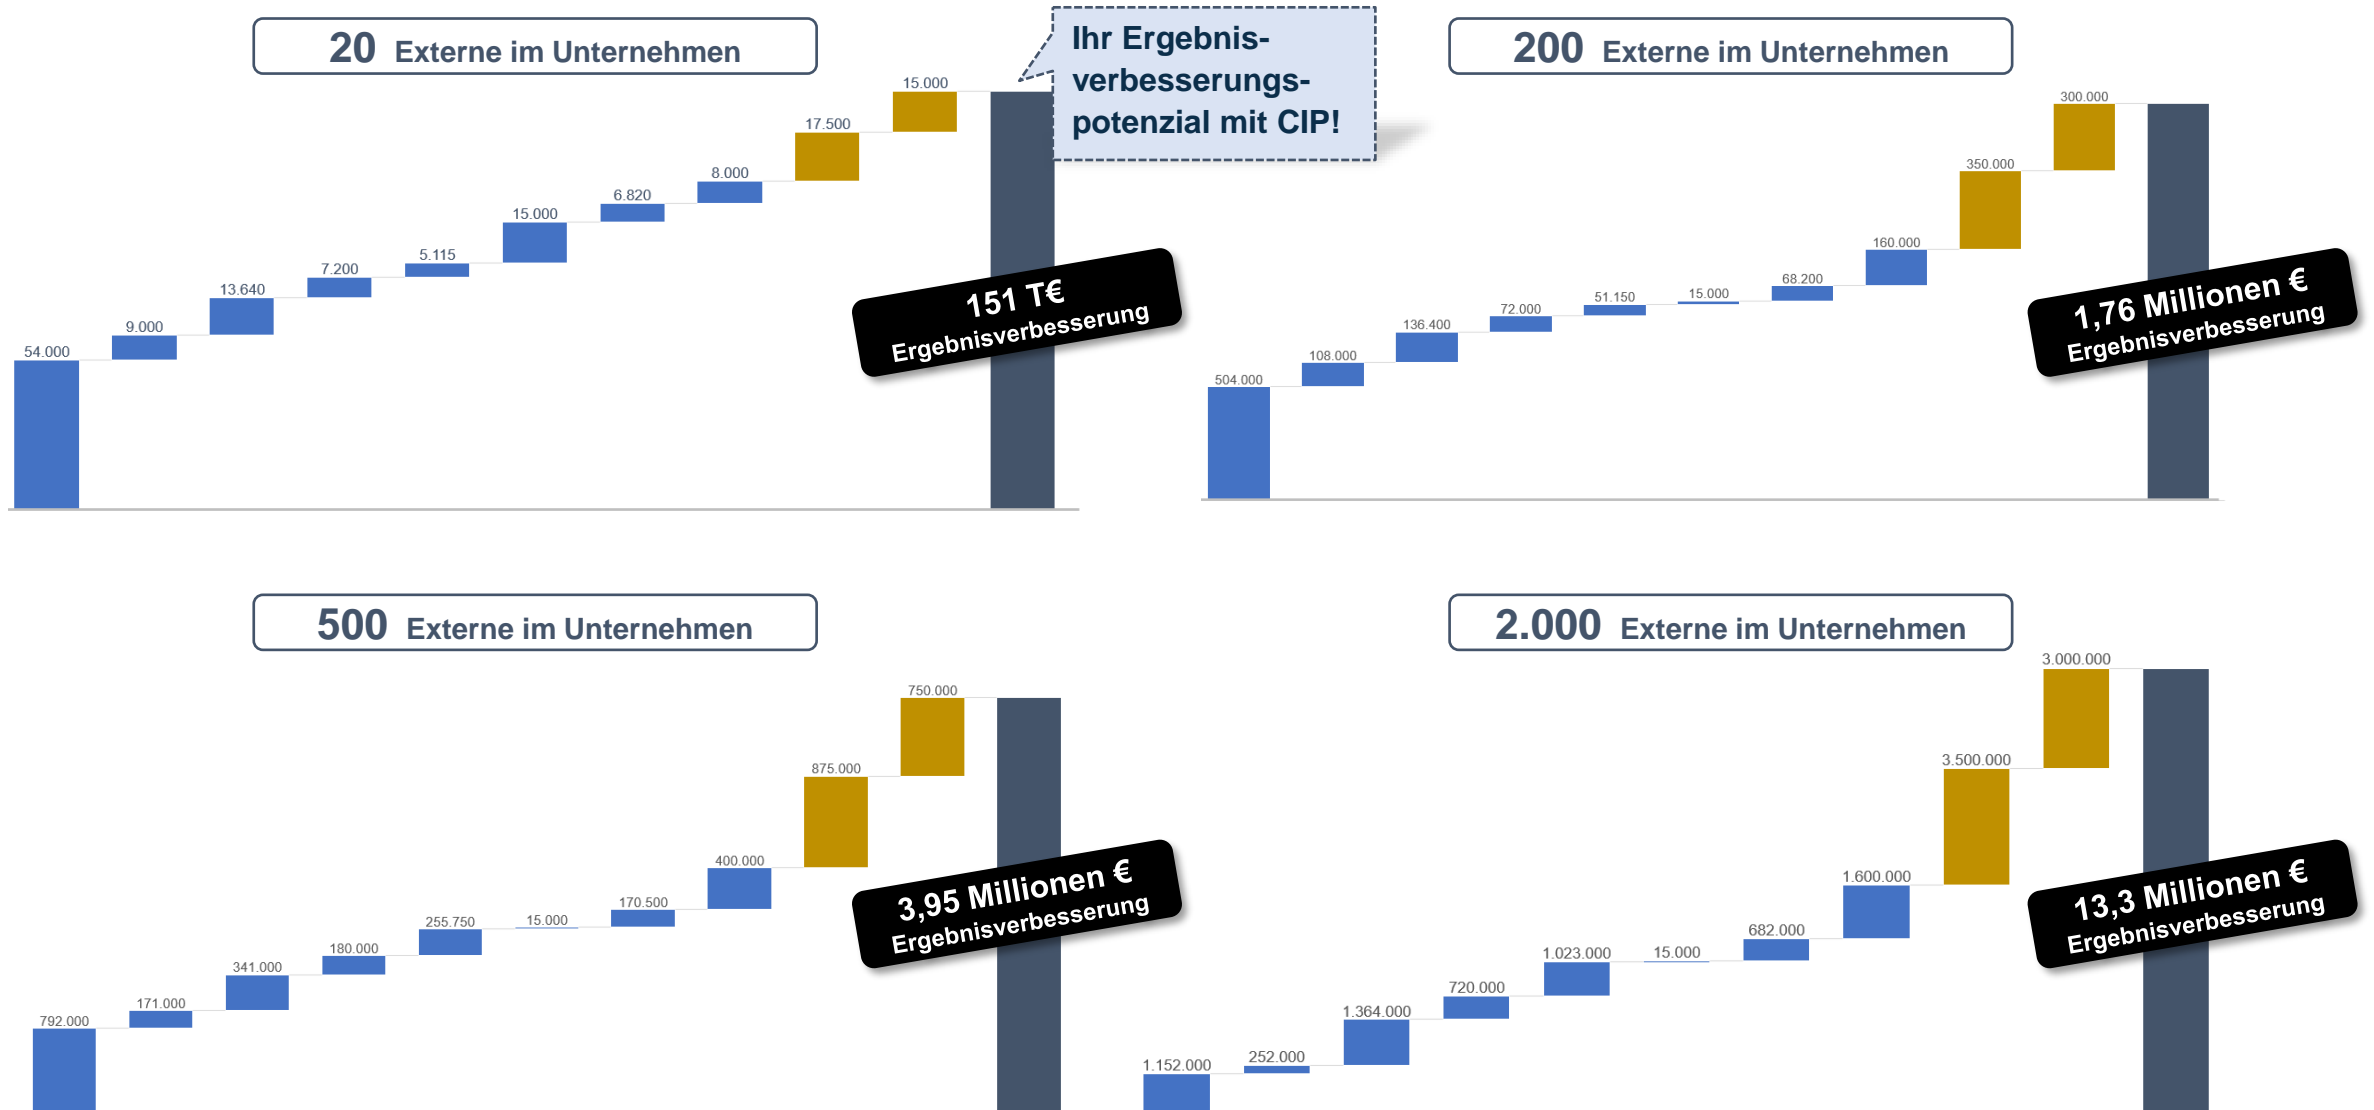 20 Externe im Unternehmen
Ihr Ergebnis-
verbesserungs-
potenzial mit CIP!
54.000
9.000
13.640
7.200
5.115
15.000
6.820
8.000
17.500
15.000
151 T€
Ergebnisverbesserung
200 Externe im Unternehmen
504.000
108.000
136.400
72.000
51.150
15.000
68.200
160.000
350.000
300.000
1,76 Millionen €
Ergebnisverbesserung
500 Externe im Unternehmen
792.000
171.000
341.000
180.000
255.750
15.000
170.500
400.000
875.000
750.000
3,95 Millionen €
Ergebnisverbesserung
2.000 Externe im Unternehmen
1.152.000
252.000
1.364.000
720.000
1.023.000
15.000
682.000
1.600.000
3.500.000
3.000.000
13,3 Millionen €
Ergebnisverbesserung